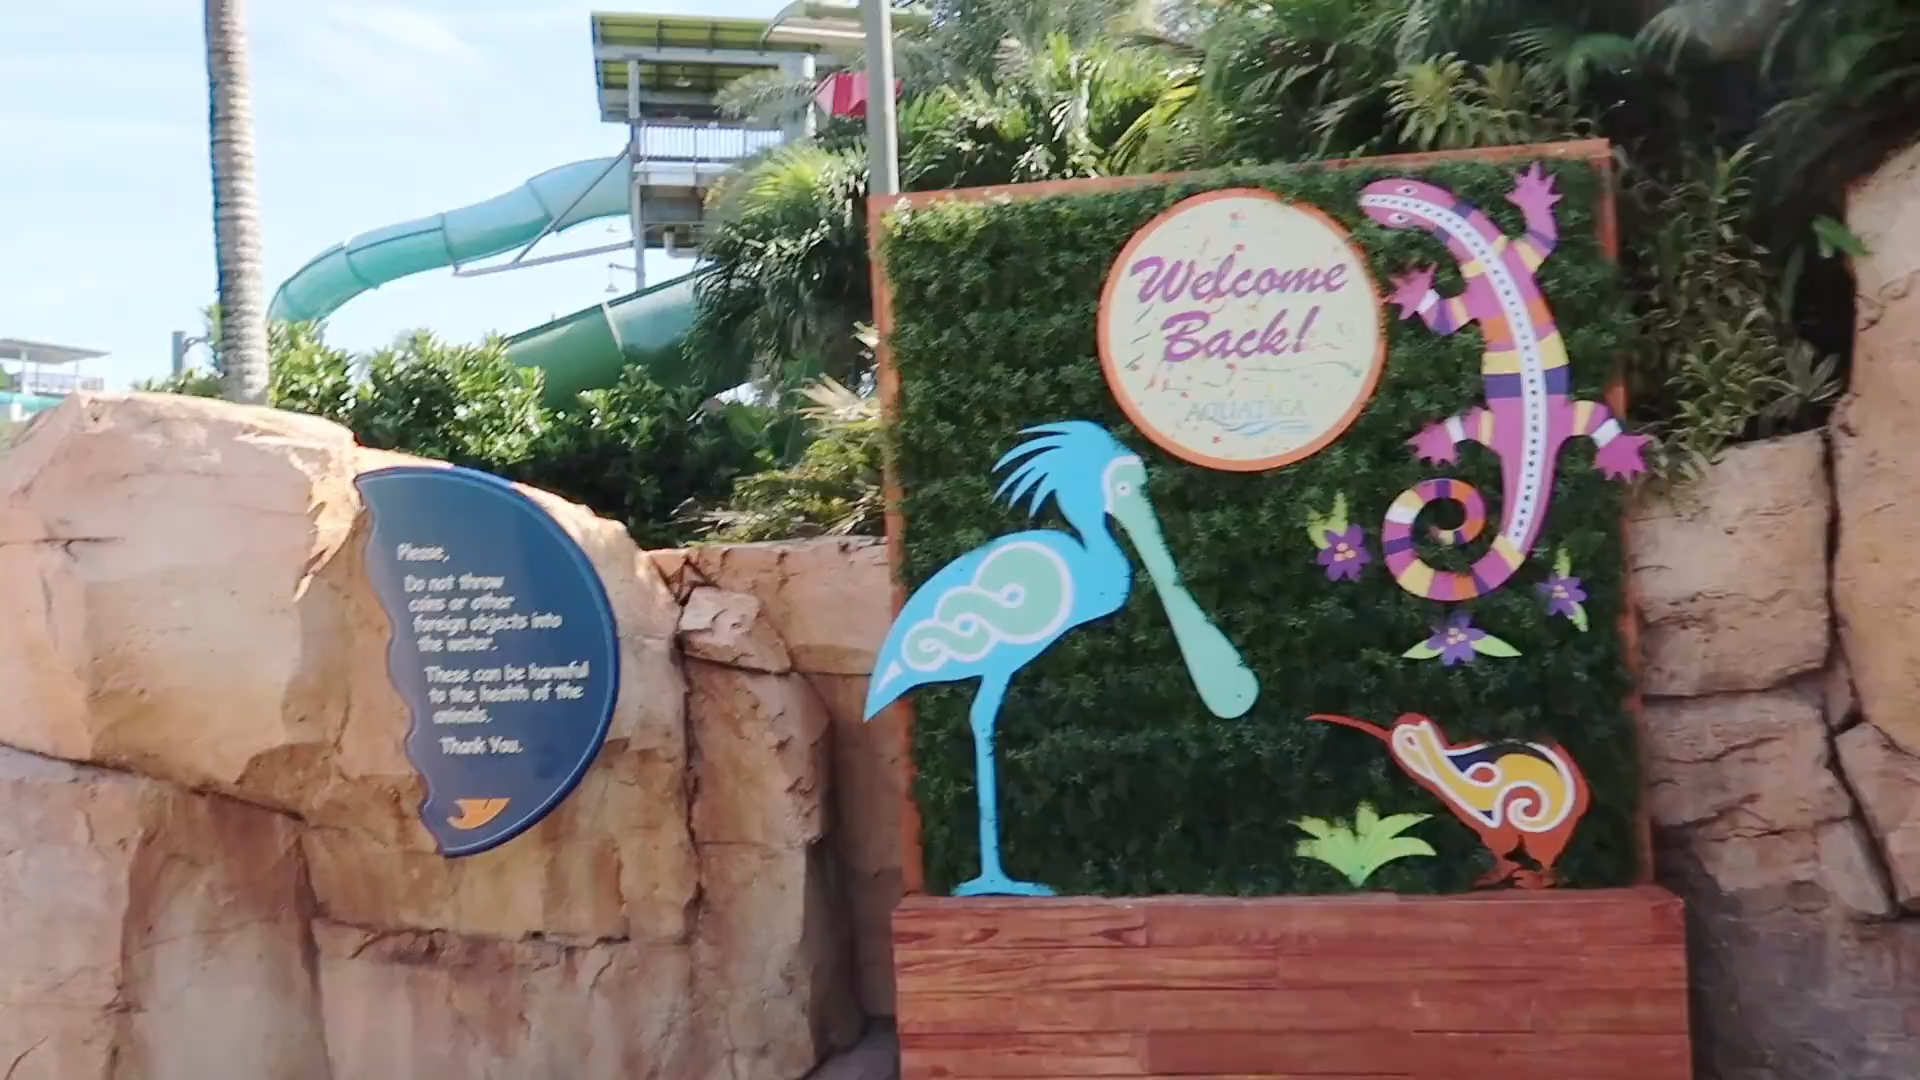 Please,
Do not throw
coins or other
foreign objects into
the water.
These can be harmful
to the health of the
animals.
Thank You.
Welcome
Back!
AQUATICA